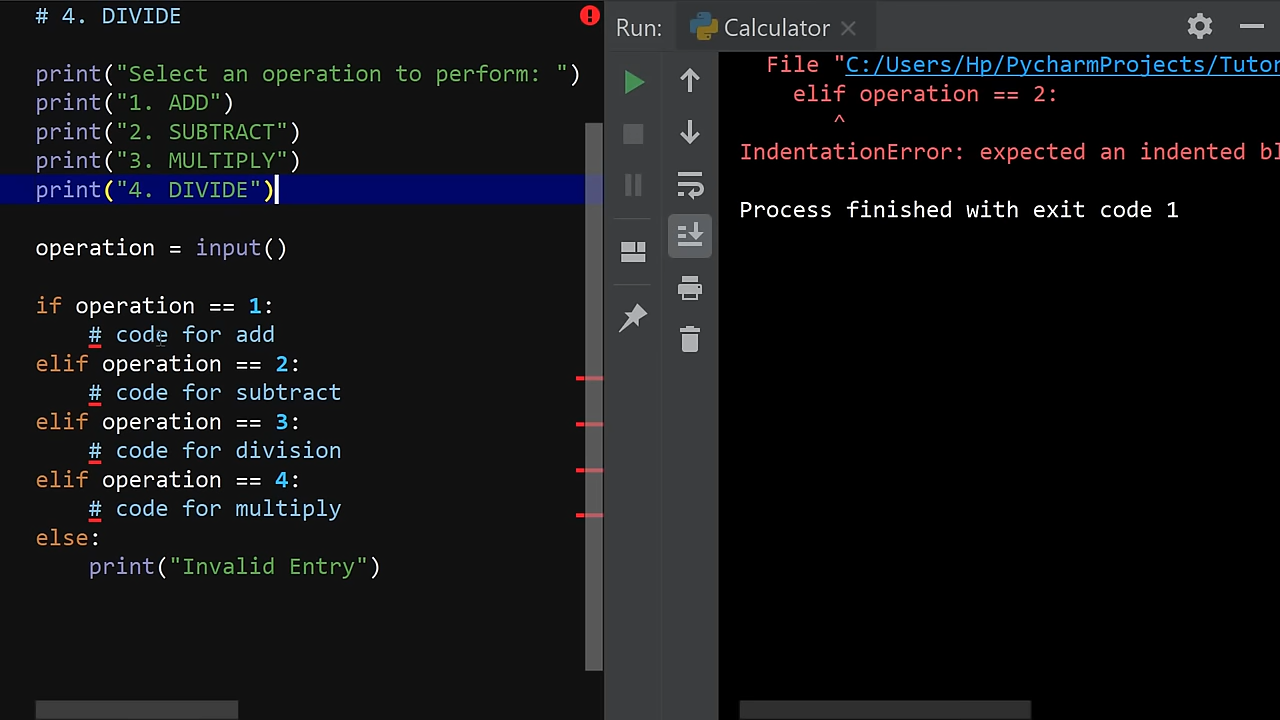 # 4. DIVIDE
print("Select an operation to perform: ")
print("1. ADD")
print("2. SUBTRACT")
print("3. MULTIPLY")
print("4. DIVIDE")
operation = input()
if operation == 1:
# code for add
elif operation == 2:
# code for subtract
elif operation == 3:
# code for division
elif operation == 4:
# code for multiply
else:
print("Invalid Entry")
Run: Calculator
File "C:/Users/Hp/PycharmProjects/Tutor
elif operation == 2:
^
IndentationError: expected an indented bl
Process finished with exit code 1